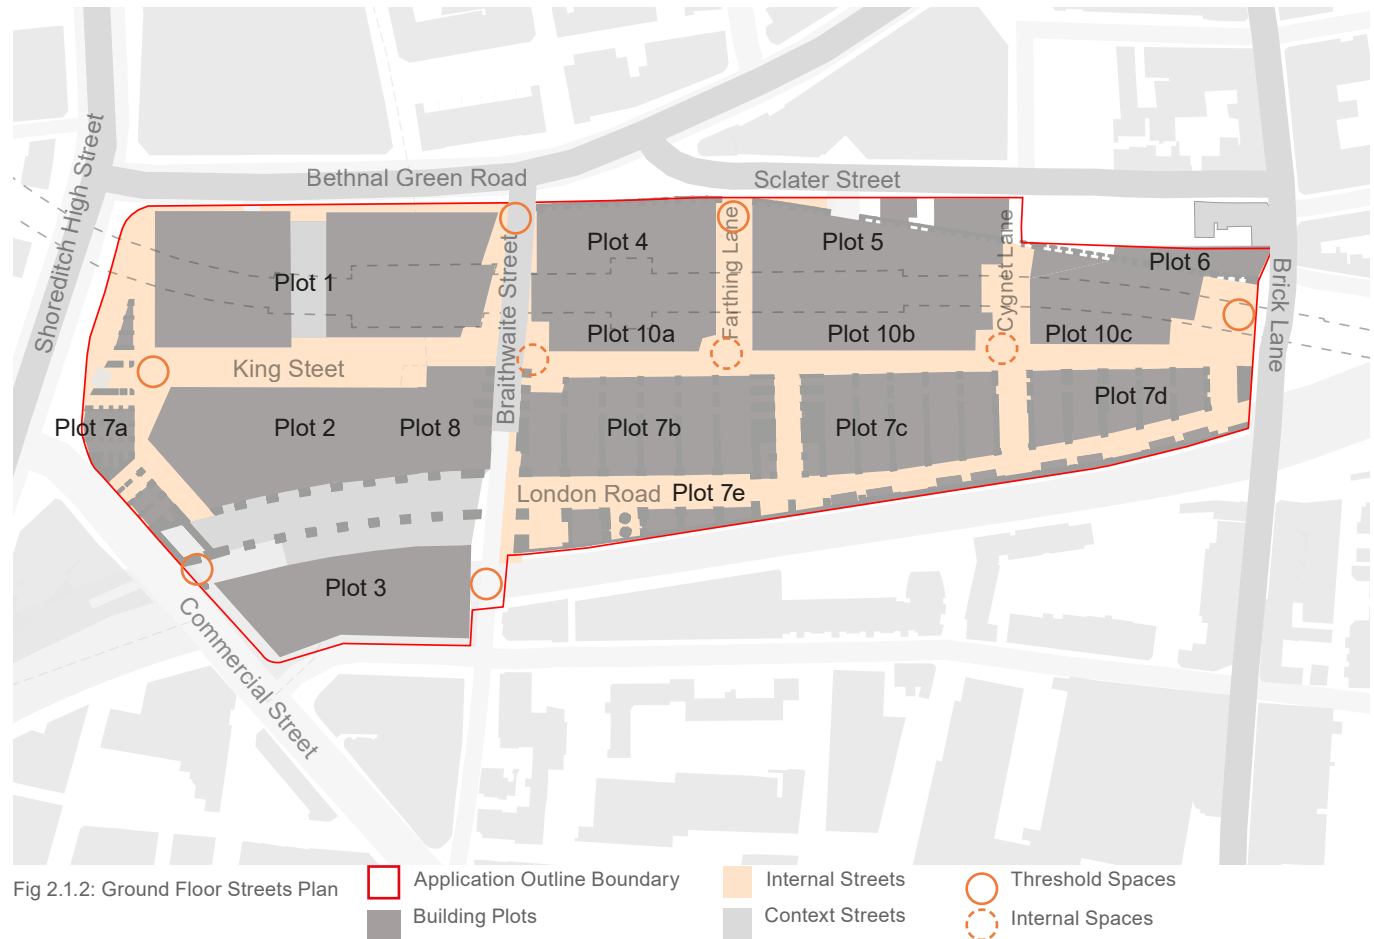 Shoreditch High Street
Bethnal Green Road
Sclater Street
Plot 4
Farthing Lane
Plot 5
Cygnet Lane
Plot 6
Plot 1
Braithwaite Street
Brick Lane
Plot 10a
Plot 10b
Plot 10c
King Steet
Plot 7d
Plot 7a
Plot 2
Plot 8
Plot 7b
Plot 7c
London Road
Plot 7e
Plot 3
Commercial Street
Fig 2.1.2: Ground Floor Streets Plan
Application Outline Boundary
Building Plots
Internal Streets
Context Streets
Threshold Spaces
Internal Spaces